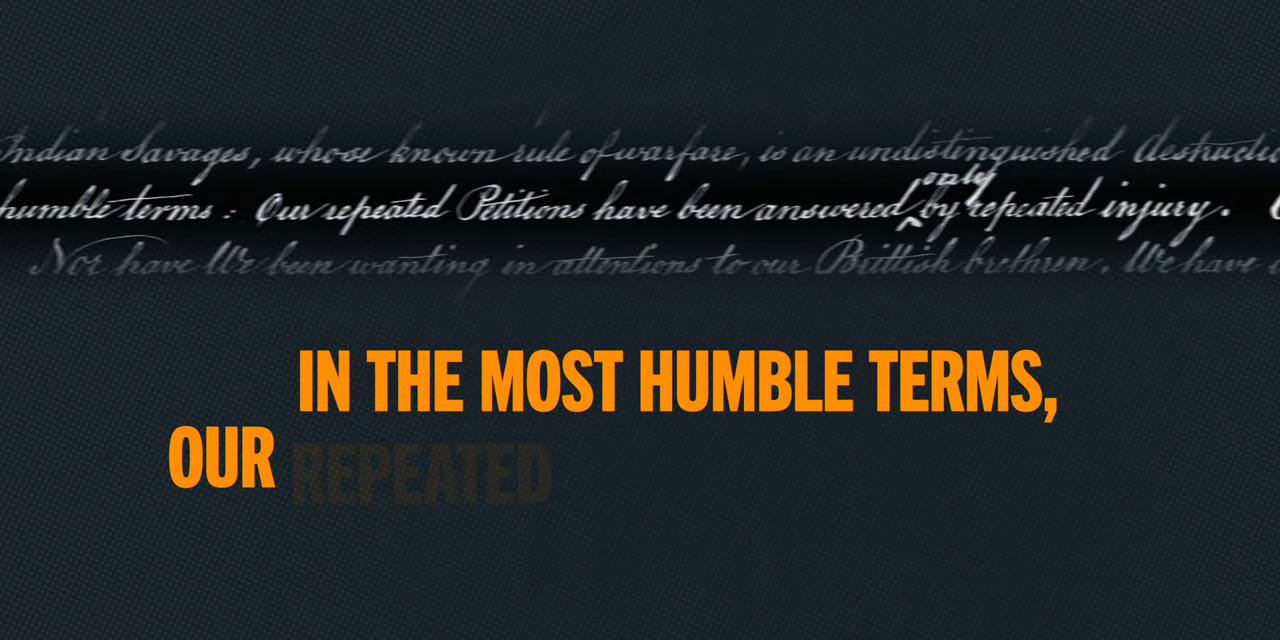 Indian Savages, whose known rule of warfare, is an undistinguished destructi
only
humble terms : Our repeated Petitions have been answered by repeated injury.
Nor have We been wanting in attentions to our Brittish brethren. We have
IN THE MOST HUMBLE TERMS,
OUR REPEATED